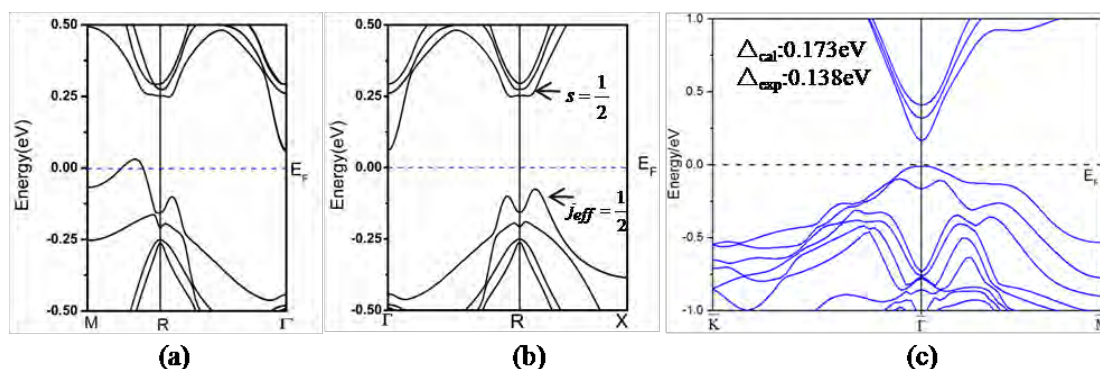 0.50
0.25
0.00
-0.25
-0.50
Energy(eV)
E_F
M R Γ
(a)
0.50
0.25
0.00
-0.25
-0.50
Energy(eV)
s = 1/2
E_F
j_eff = 1/2
Γ R X
(b)
1.0
0.5
0.0
-0.5
-1.0
Energy/eV
Δcal-0.173eV
Δexp-0.138eV
E_F
K̅ Γ̅ M̅
(c)